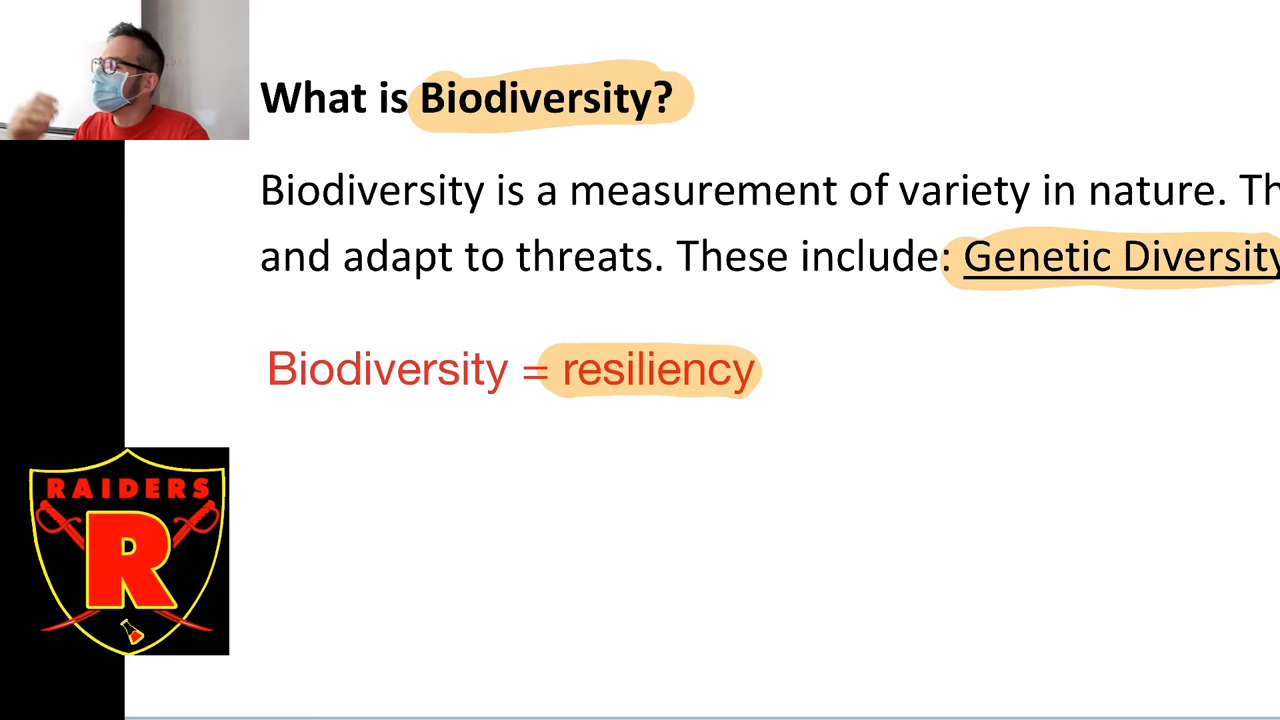 What is Biodiversity?
Biodiversity is a measurement of variety in nature.
and adapt to threats. These include: Genetic Diversity
Biodiversity = resiliency
RAIDERS
R